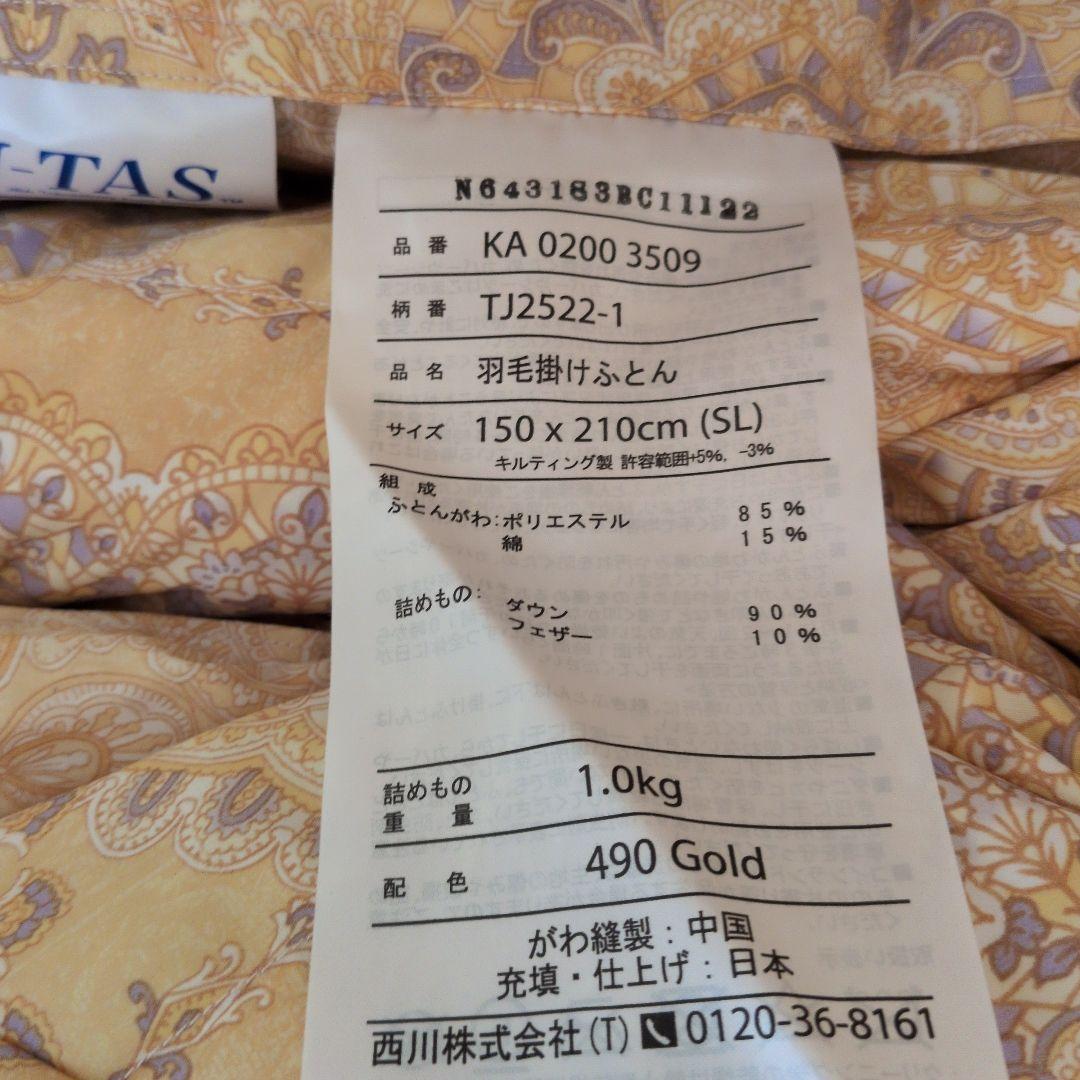 -TAS
N643183BC11122
品番 KA 0200 3509
柄番 TJ2522-1
品名 羽毛掛けふとん
サイズ 150 x 210cm (SL)
キルティング製 許容範囲+5%, -3%
組成
ふとんがわ:ポリエステル 85%
綿 15%
詰めもの: ダウン 90%
フェザー 10%
詰めもの 1.0kg
重量
配色 490 Gold
がわ縫製:中国
充填・仕上げ:日本
西川株式会社(T) 0120-36-8161